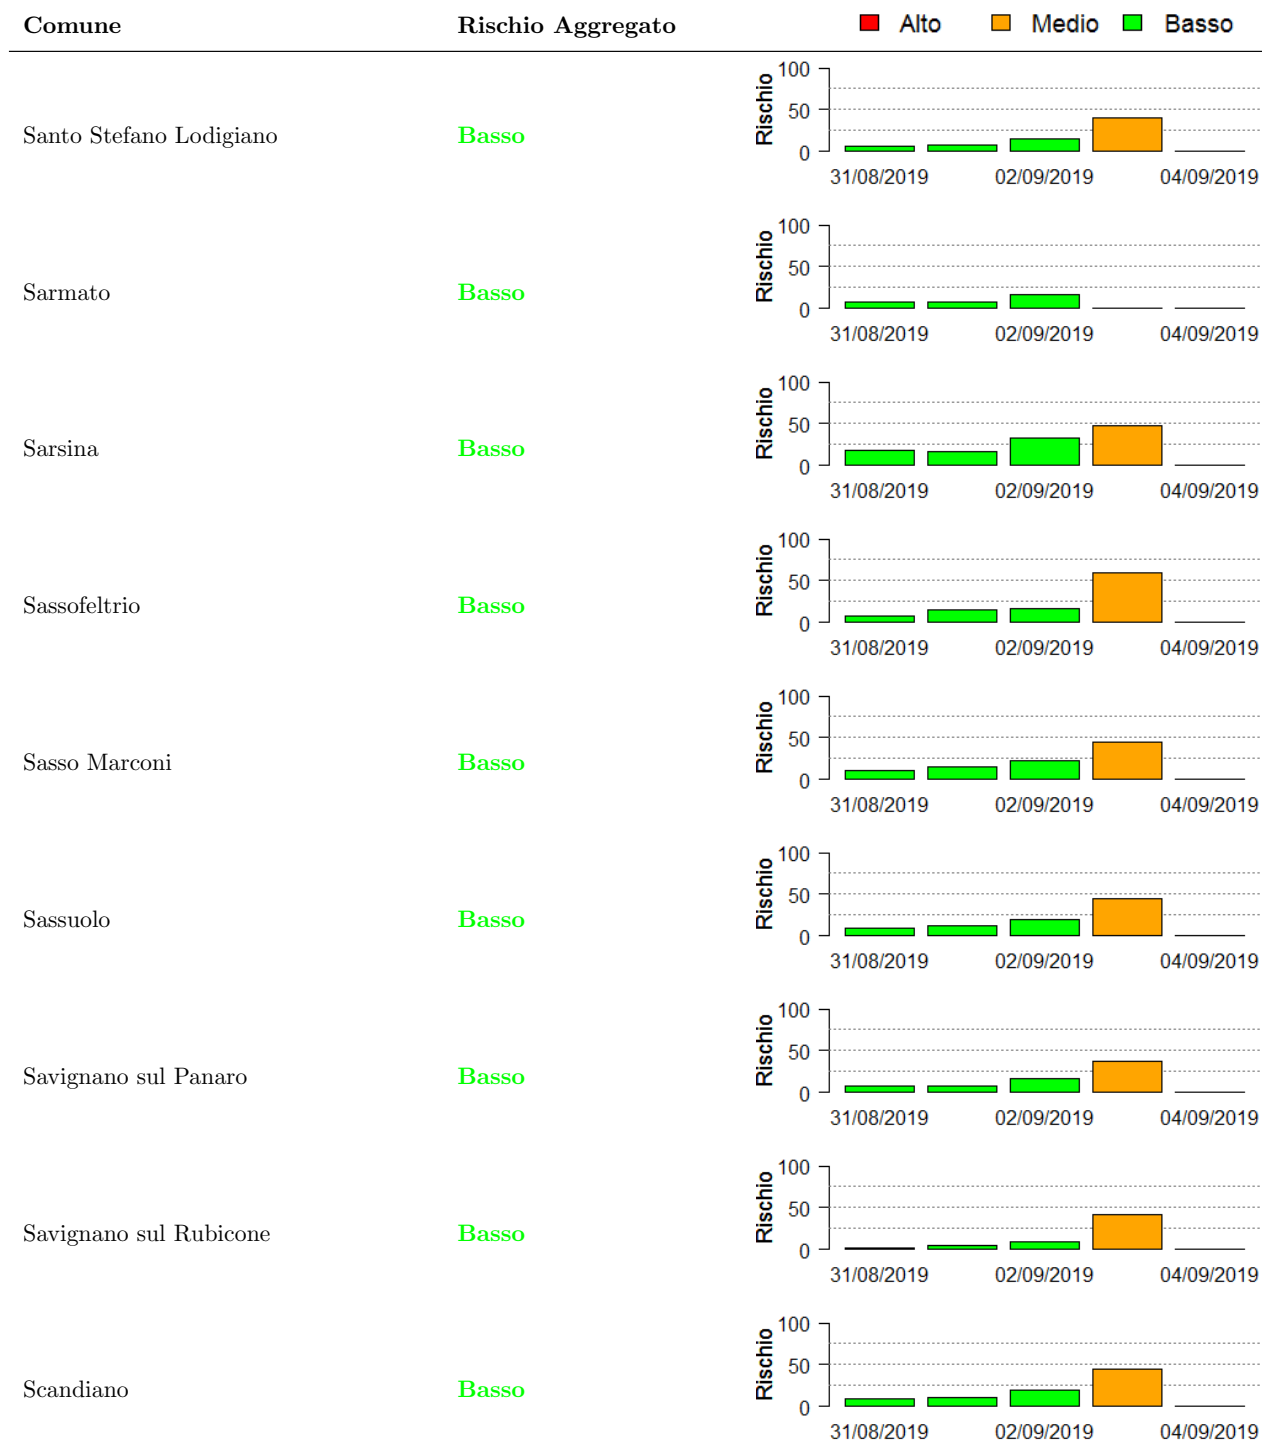 Comune Rischio Aggregato Alto Medio Basso
Santo Stefano Lodigiano Basso Rischio 100 50 0
31/08/2019 02/09/2019 04/09/2019
Sarmato Basso Rischio 100 50 0
31/08/2019 02/09/2019 04/09/2019
Sarsina Basso Rischio 100 50 0
31/08/2019 02/09/2019 04/09/2019
Sassofeltrio Basso Rischio 100 50 0
31/08/2019 02/09/2019 04/09/2019
Sasso Marconi Basso Rischio 100 50 0
31/08/2019 02/09/2019 04/09/2019
Sassuolo Basso Rischio 100 50 0
31/08/2019 02/09/2019 04/09/2019
Savignano sul Panaro Basso Rischio 100 50 0
31/08/2019 02/09/2019 04/09/2019
Savignano sul Rubicone Basso Rischio 100 50 0
31/08/2019 02/09/2019 04/09/2019
Scandiano Basso Rischio 100 50 0
31/08/2019 02/09/2019 04/09/2019